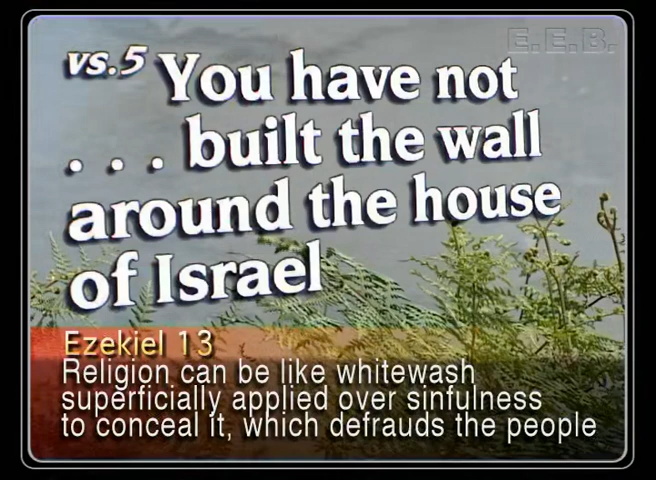 E.E.B.
vs.5 You have not
. . . built the wall
around the house
of Israel
Ezekiel 13
Religion can be like whitewash
superficially applied over sinfulness
to conceal it, which defrauds the people